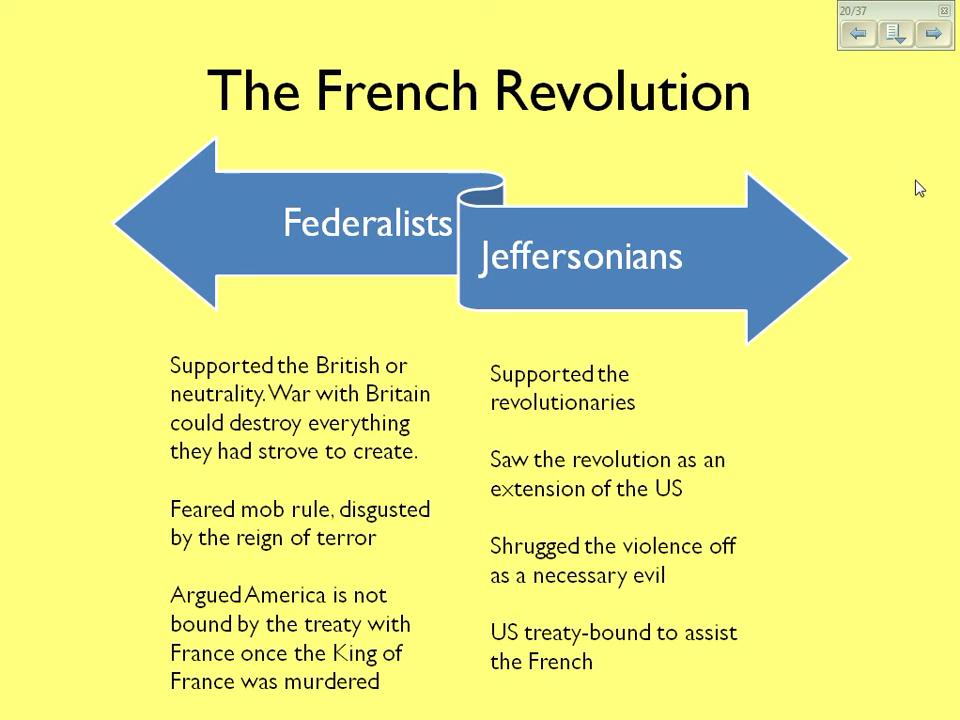 20/37
The French Revolution
Federalists
Jeffersonians
Supported the British or
neutrality. War with Britain
could destroy everything
they had strove to create.
Feared mob rule, disgusted
by the reign of terror
Argued America is not
bound by the treaty with
France once the King of
France was murdered
Supported the
revolutionaries
Saw the revolution as an
extension of the US
Shrugged the violence off
as a necessary evil
US treaty-bound to assist
the French